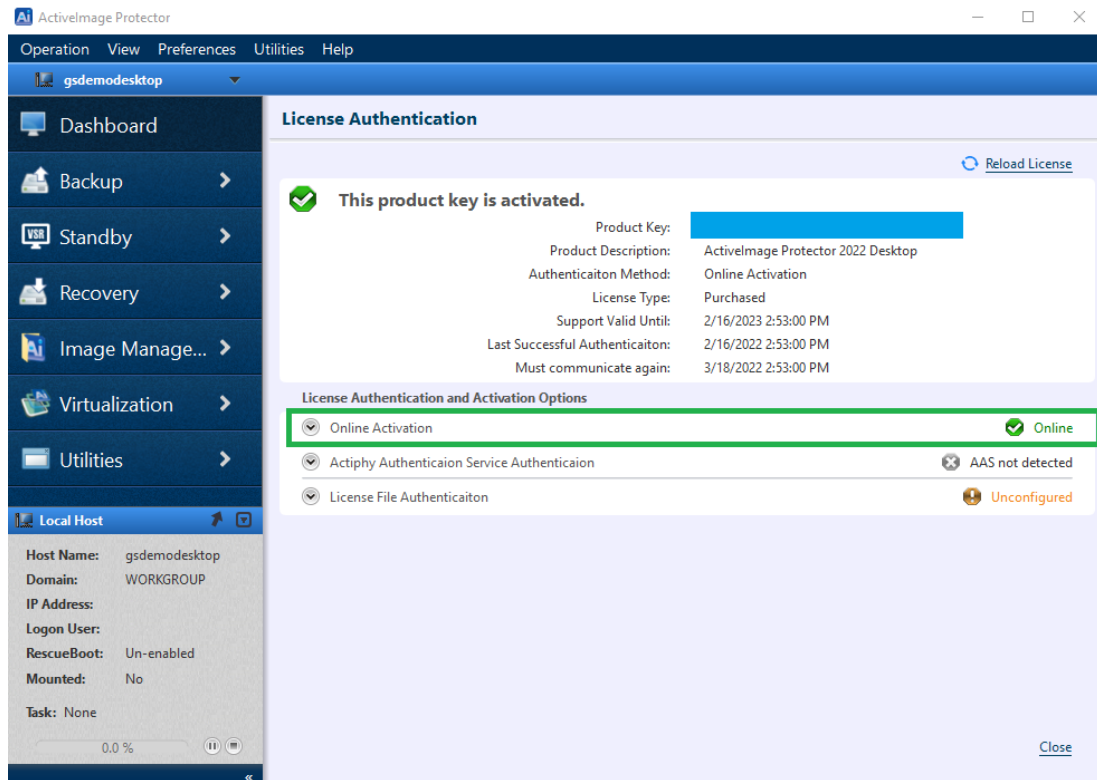 ActiveImage Protector
Operation View Preferences Utilities Help
gsdemodesktop
Dashboard
Backup
VSR Standby
Recovery
Image Manage...
Virtualization
Utilities
Local Host
Host Name: gsdemodesktop
Domain: WORKGROUP
IP Address:
Logon User:
RescueBoot: Un-enabled
Mounted: No
Task: None
0.0 %
License Authentication
Reload License
This product key is activated.
Product Key:
Product Description: ActiveImage Protector 2022 Desktop
Authenticaiton Method: Online Activation
License Type: Purchased
Support Valid Until: 2/16/2023 2:53:00 PM
Last Successful Authenticaiton: 2/16/2022 2:53:00 PM
Must communicate again: 3/18/2022 2:53:00 PM
License Authentication and Activation Options
Online Activation Online
Actiphy Authenticaion Service Authenticaion AAS not detected
License File Authenticaiton Unconfigured
Close